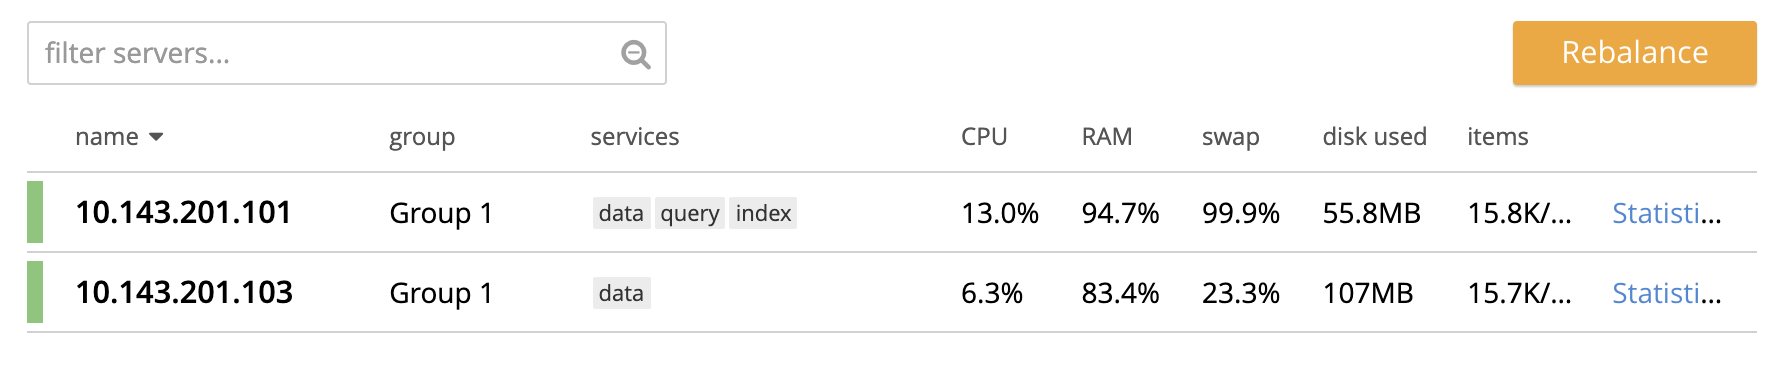 filter servers... Rebalance
name group services CPU RAM swap disk used items
10.143.201.101 Group 1 data query index 13.0% 94.7% 99.9% 55.8MB 15.8K/... Statisti...
10.143.201.103 Group 1 data 6.3% 83.4% 23.3% 107MB 15.7K/... Statisti...